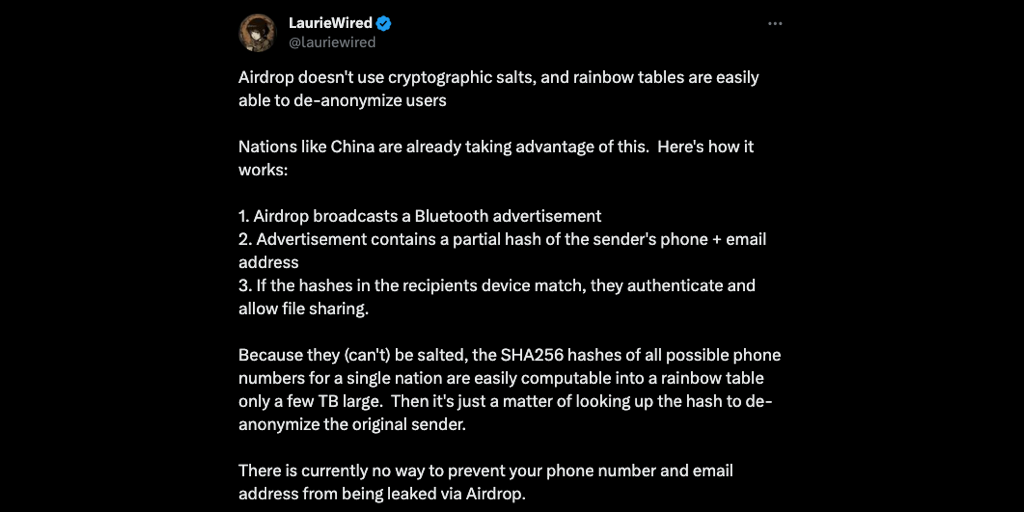 LaurieWired
@lauriewired
Airdrop doesn't use cryptographic salts, and rainbow tables are easily
able to de-anonymize users
Nations like China are already taking advantage of this.  Here's how it
works:
1. Airdrop broadcasts a Bluetooth advertisement
2. Advertisement contains a partial hash of the sender's phone + email
address
3. If the hashes in the recipients device match, they authenticate and
allow file sharing.
Because they (can't) be salted, the SHA256 hashes of all possible phone
numbers for a single nation are easily computable into a rainbow table
only a few TB large.  Then it's just a matter of looking up the hash to de-
anonymize the original sender.
There is currently no way to prevent your phone number and email
address from being leaked via Airdrop.